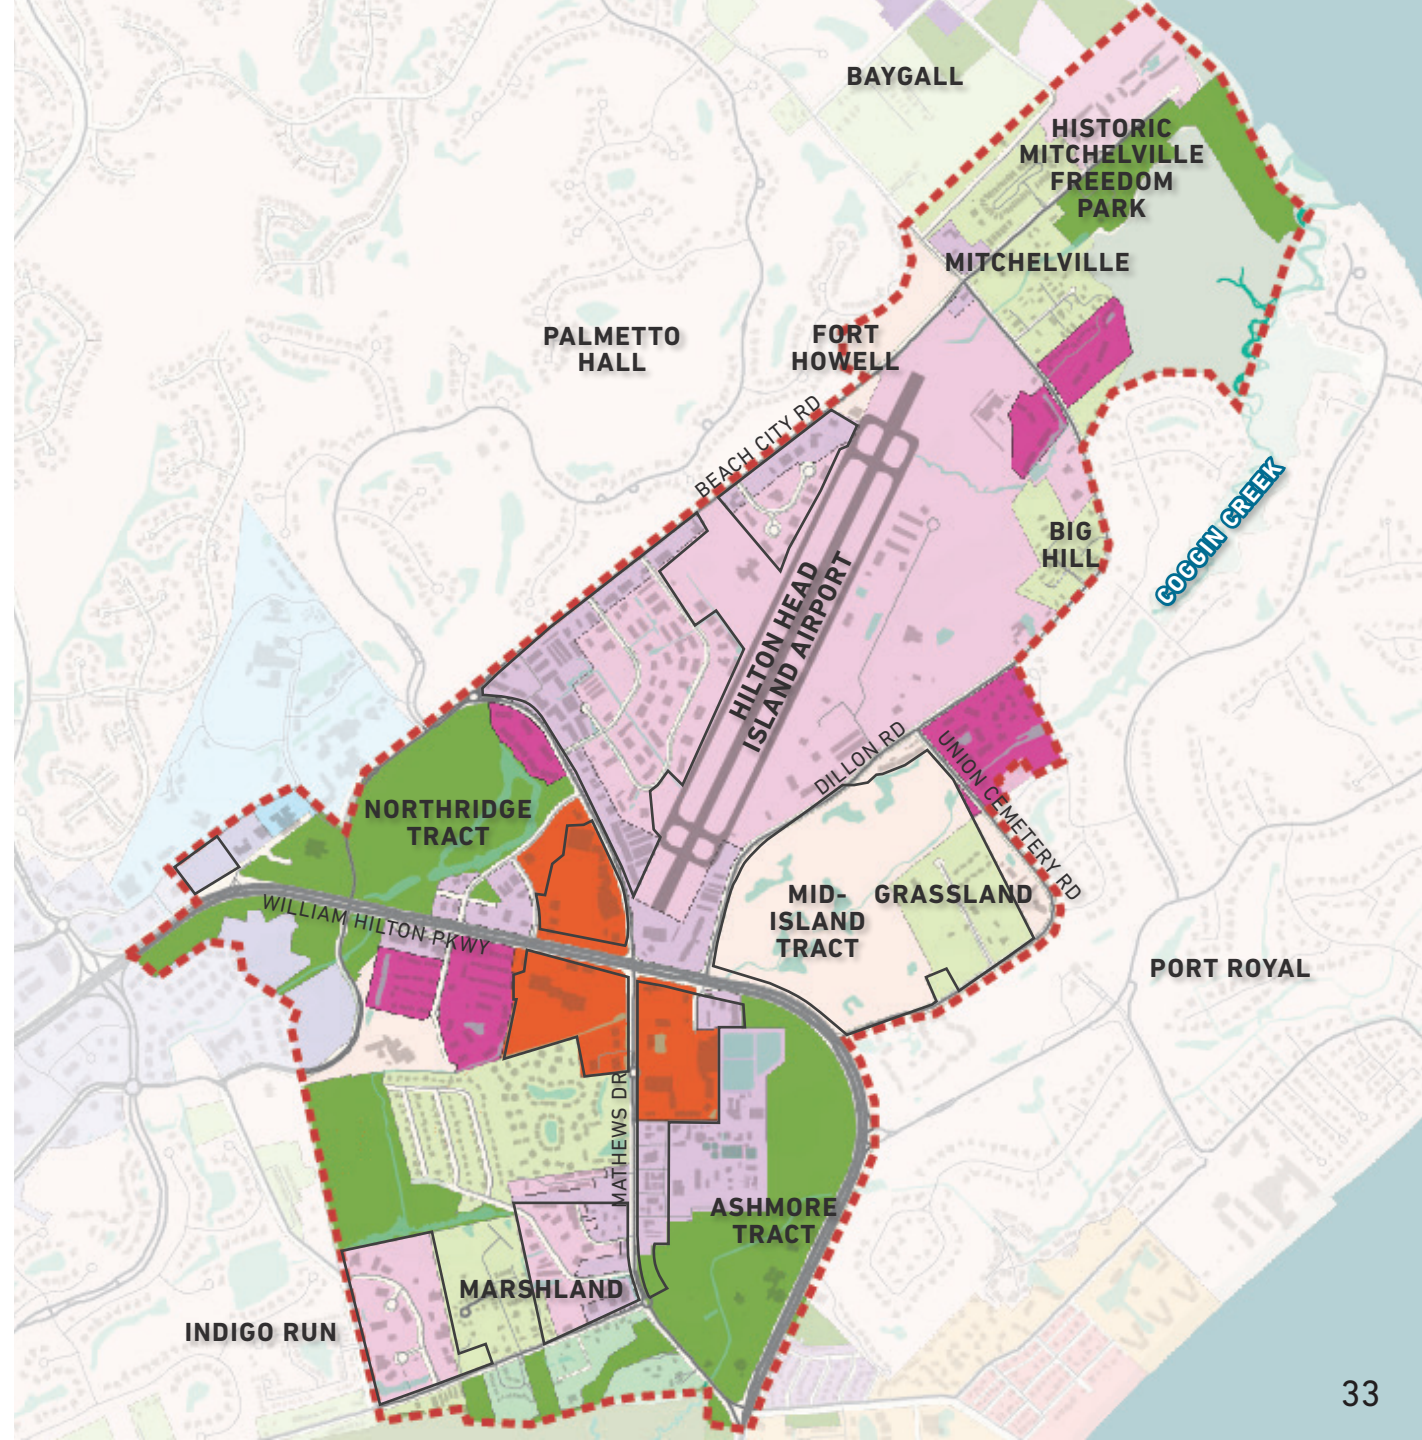 BAYGALL
HISTORIC
MITCHELVILLE
FREEDOM
PARK
MITCHELVILLE
PALMETTO
HALL
FORT
HOWELL
BEACH CITY RD
COGGIN CREEK
BIG
HILL
HILTON HEAD
ISLAND AIRPORT
DILLON RD
UNION CEMETERY RD
NORTHRIDGE
TRACT
WILLIAM HILTON PKWY
MID-
ISLAND
TRACT
GRASSLAND
PORT ROYAL
MATHEWS DR
ASHMORE
TRACT
MARSHLAND
INDIGO RUN
33